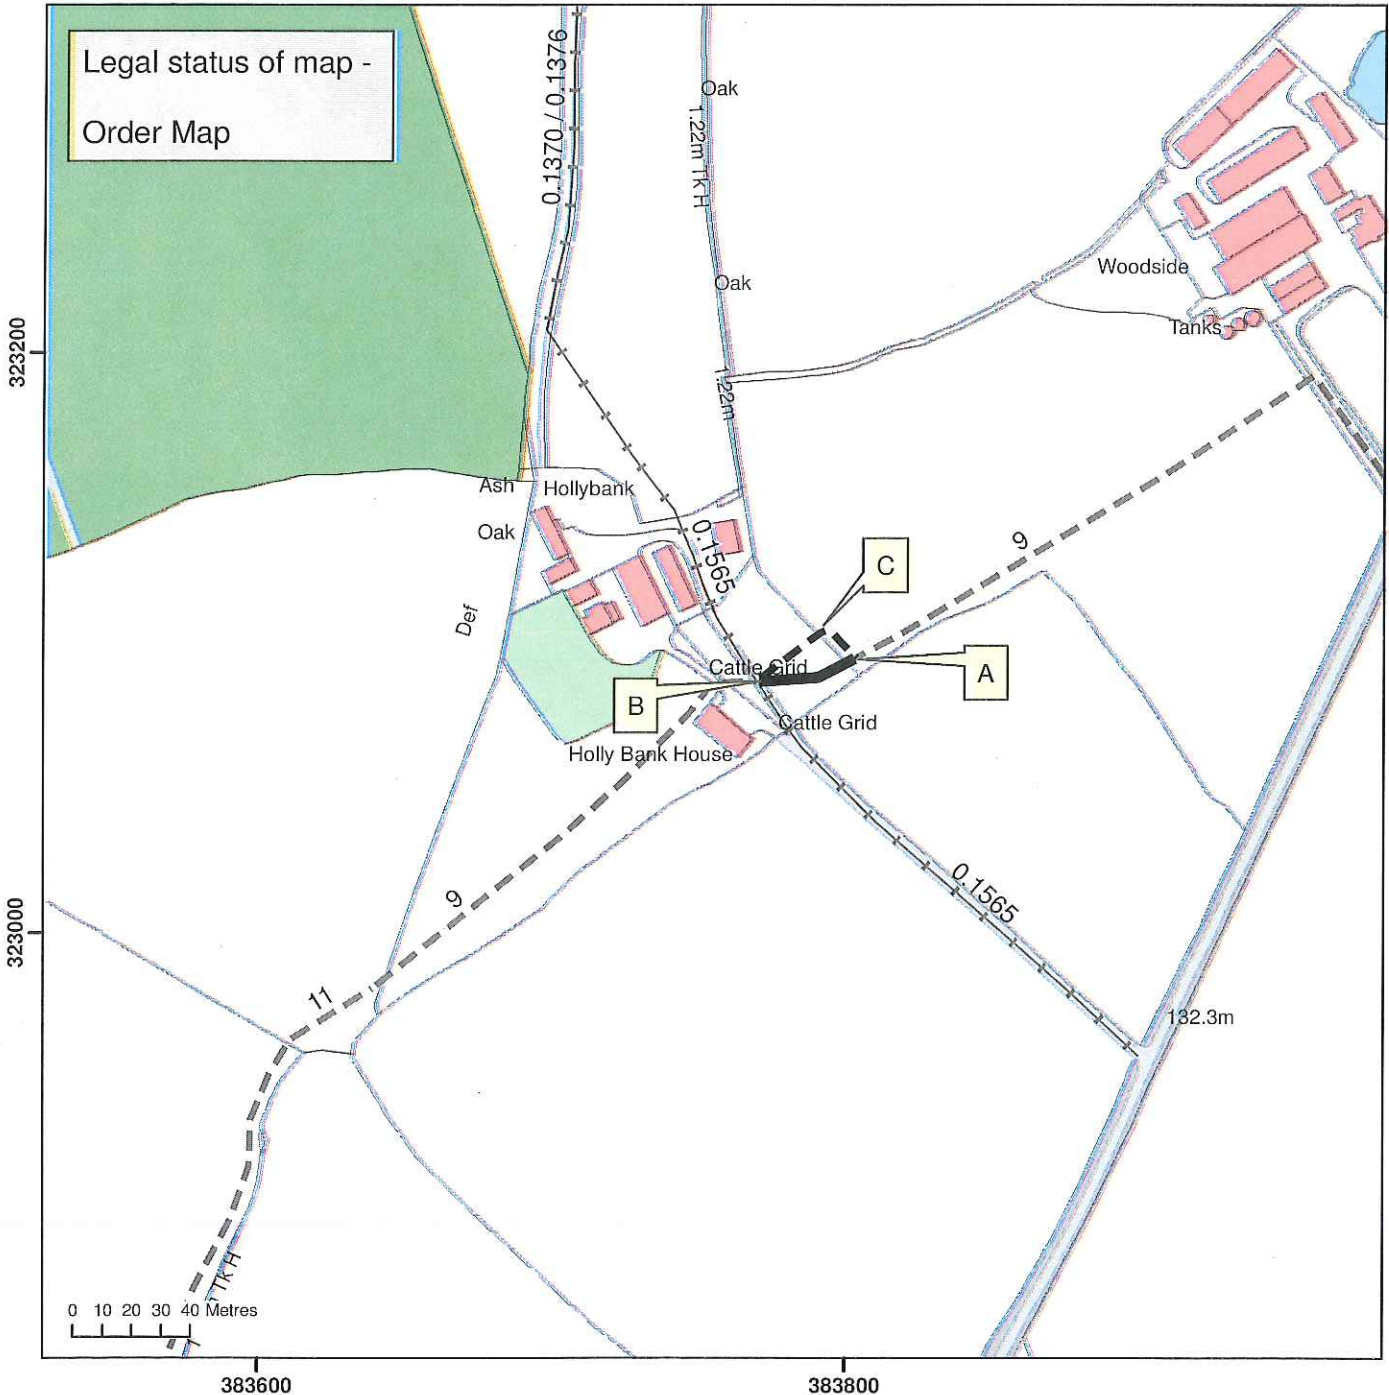 Legal status of map -
Order Map
0.1370 / 0.1376
Oak
1.22m Tk H
Oak
Woodside
Tanks
323200
1.22m
Ash
Hollybank
Oak
0.1565
9
C
Def
Cattle Grid
A
B
Cattle Grid
Holly Bank House
9
0.1565
323000
11
132.3m
Tk H
0 10 20 30 40 Metres
383600
383800